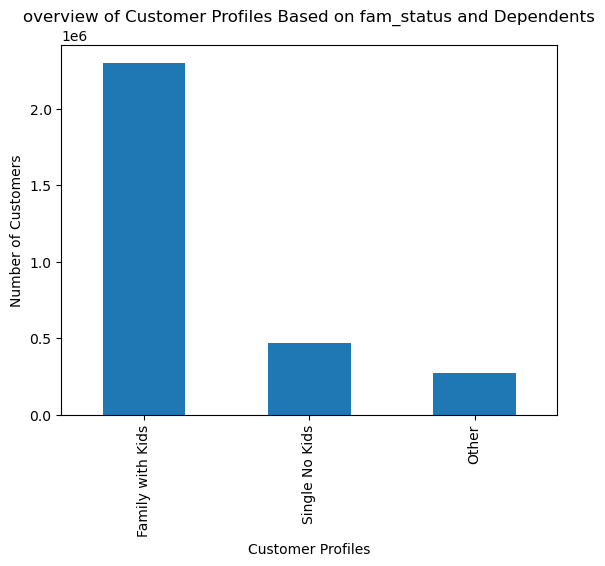 overview of Customer Profiles Based on fam_status and Dependents
1e6
2.0
1.5
1.0
0.5
0.0
Number of Customers
Family with Kids
Single No Kids
Other
Customer Profiles